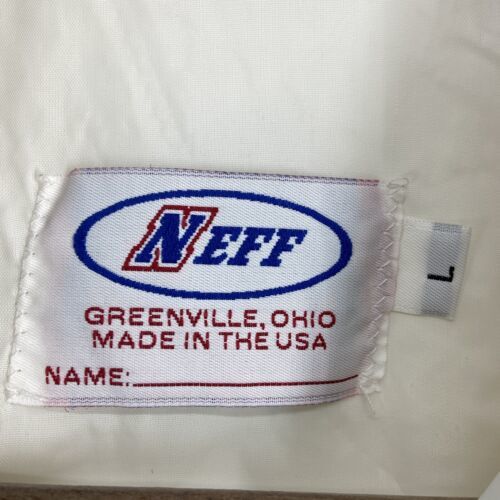 NEFF
GREENVILLE, OHIO
MADE IN THE USA
NAME:
L